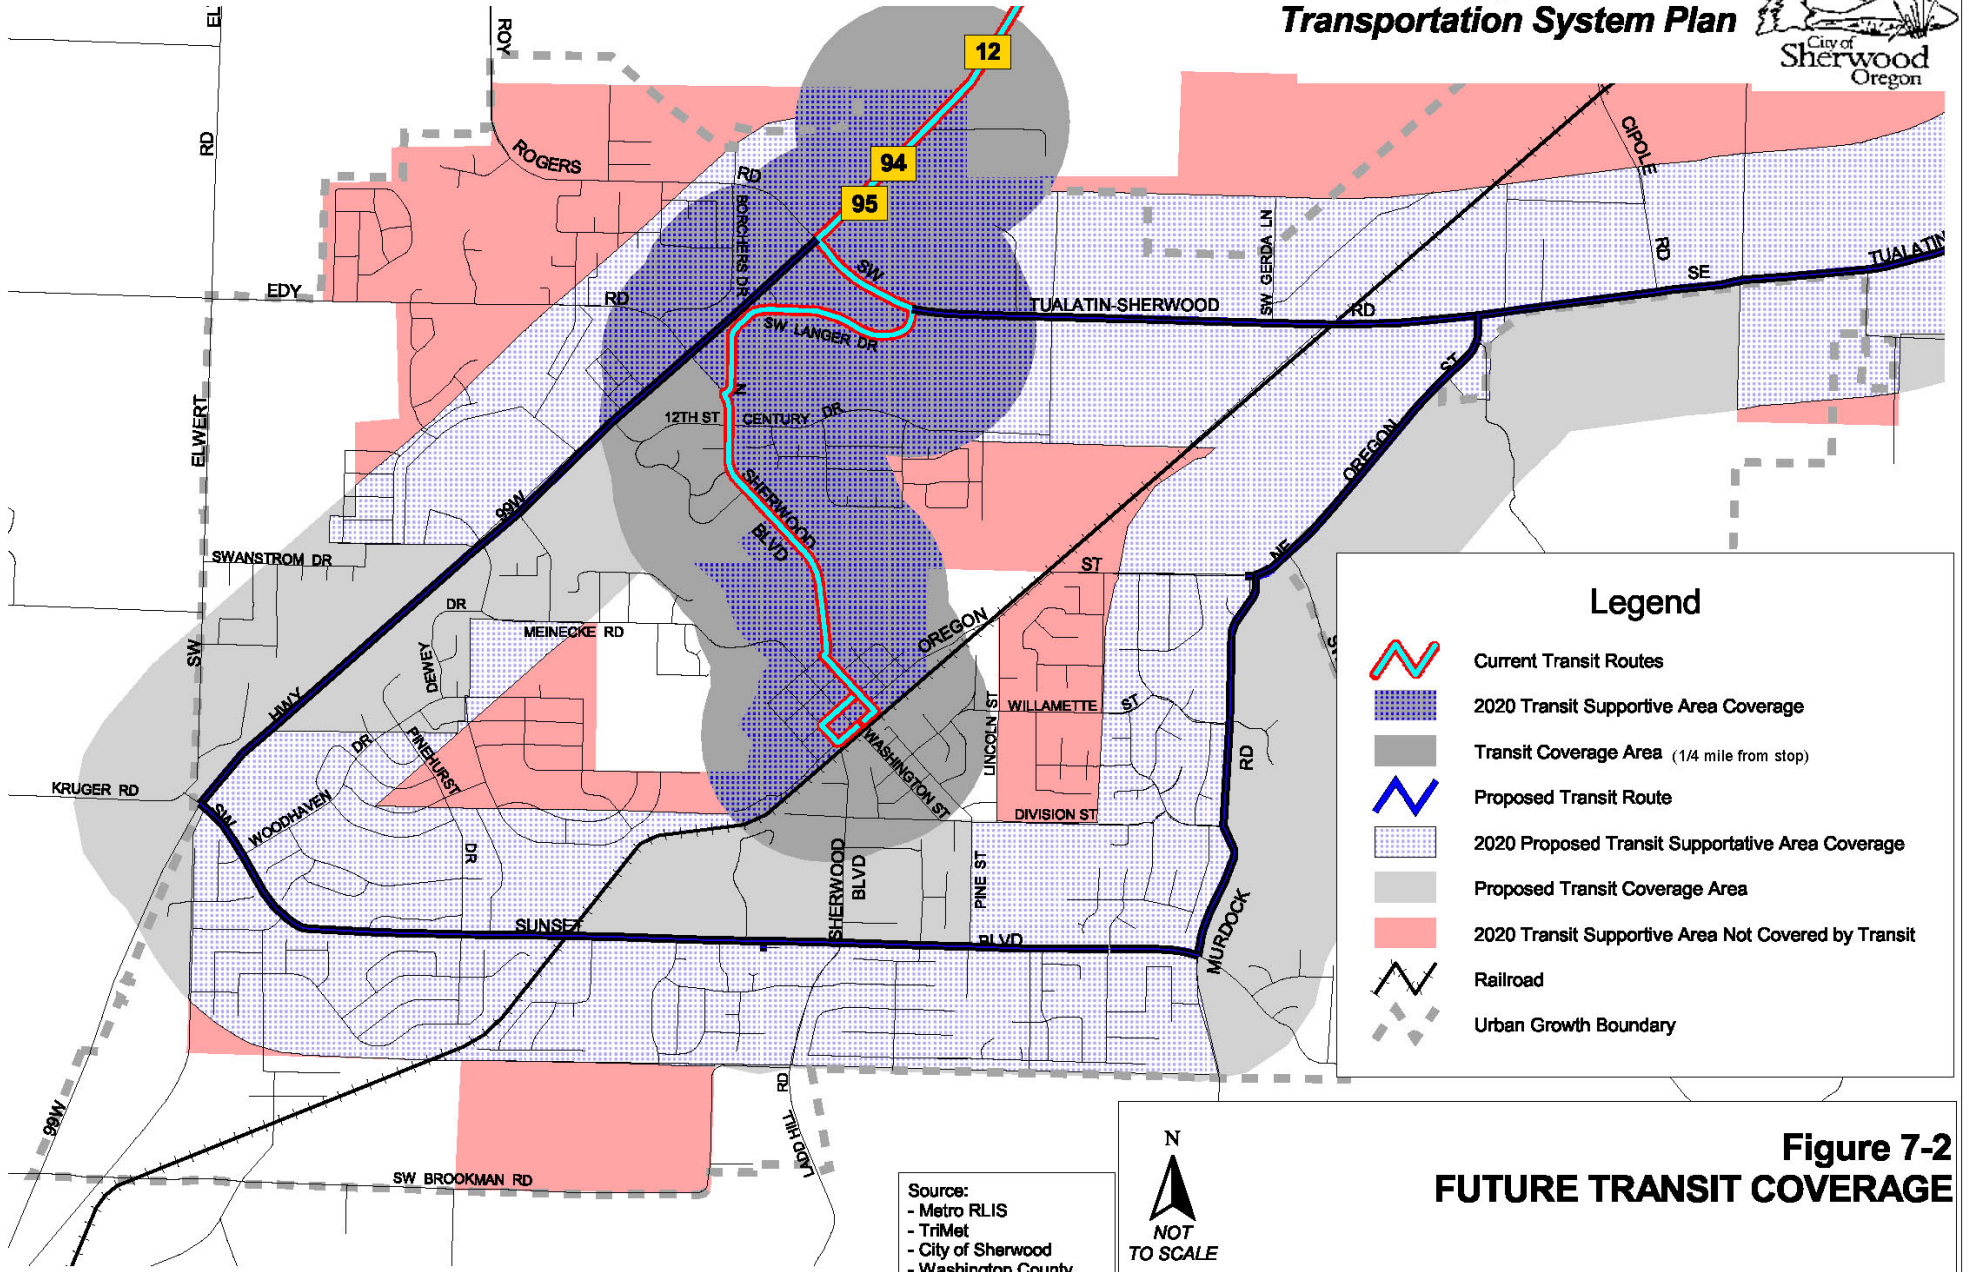 Transportation System Plan
City of
Sherwood
Oregon
EL
ROY
12
RD
ROGERS
RD
94
95
CIPOLE
RD
BORCHERS DR
SW
SW GERDA LN
TUALATIN
SE
EDY
RD
TUALATIN-SHERWOOD
RD
SW LANGER DR
N
ST
12TH ST
CENTURY DR
ELWERT
OREGON
99W
SHERWOOD
BLVD
NE
SWANSTROM DR
ST
DR
MEINECKE RD
OREGON
SW
DEWEY
HWY
LINCOLN ST
WILLAMETTE
ST
DR
PINEHURST
WASHINGTON ST
RD
KRUGER RD
SW
WOODHAVEN
DIVISION ST
DR
SHERWOOD
BLVD
PINE ST
SUNSET
BLVD
MURDOCK
99W
RD
LADD HILL
SW BROOKMAN RD
Legend
Current Transit Routes
2020 Transit Supportive Area Coverage
Transit Coverage Area (1/4 mile from stop)
Proposed Transit Route
2020 Proposed Transit Supportative Area Coverage
Proposed Transit Coverage Area
2020 Transit Supportive Area Not Covered by Transit
Railroad
Urban Growth Boundary
Source:
- Metro RLIS
- TriMet
- City of Sherwood
- Washington County
N
NOT
TO SCALE
Figure 7-2
FUTURE TRANSIT COVERAGE